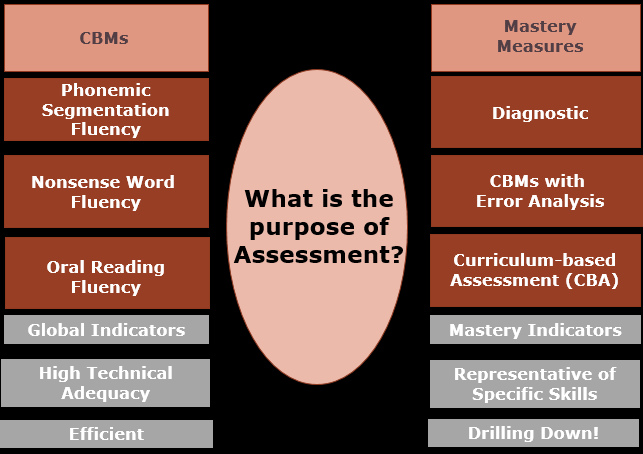 CBMs
Phonemic
Segmentation
Fluency
Nonsense Word
Fluency
Oral Reading
Fluency
Global Indicators
High Technical
Adequacy
Efficient
What is the
purpose of
Assessment?
Mastery
Measures
Diagnostic
CBMs with
Error Analysis
Curriculum-based
Assessment (CBA)
Mastery Indicators
Representative of
Specific Skills
Drilling Down!